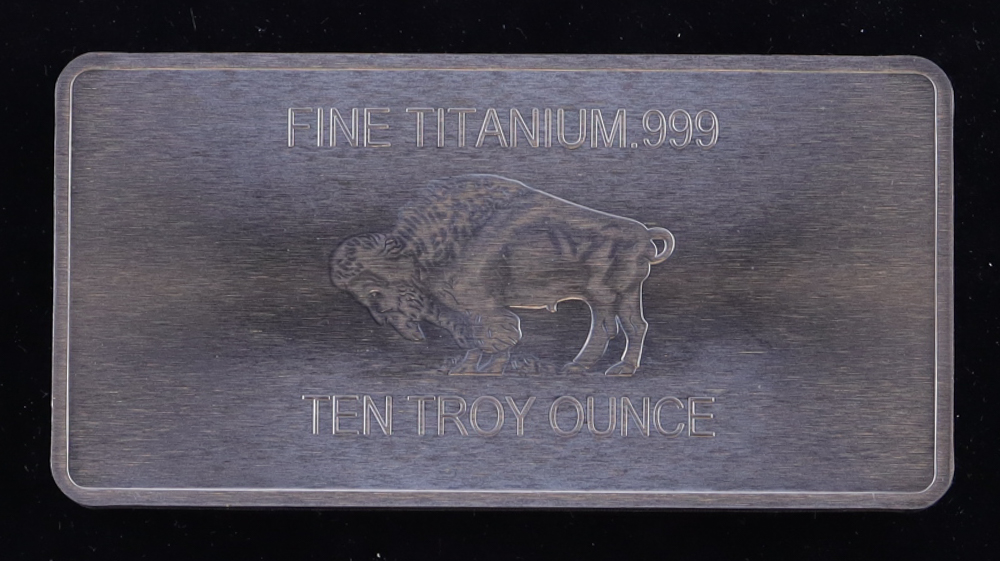 FINE TITANIUM.999
TEN TROY OUNCE